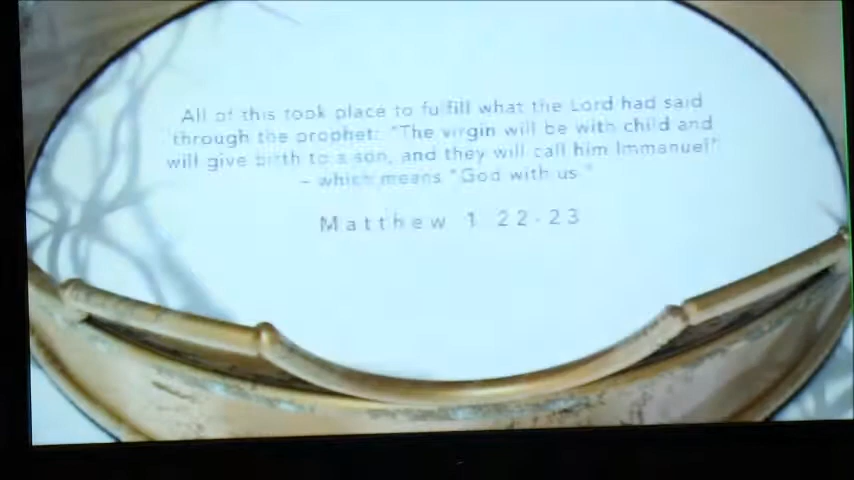 All of this took place to fulfill what the Lord had said
through the prophet: "The virgin will be with child and
will give birth to a son, and they will call him Immanuel"
– which means "God with us."
Matthew 1:22-23